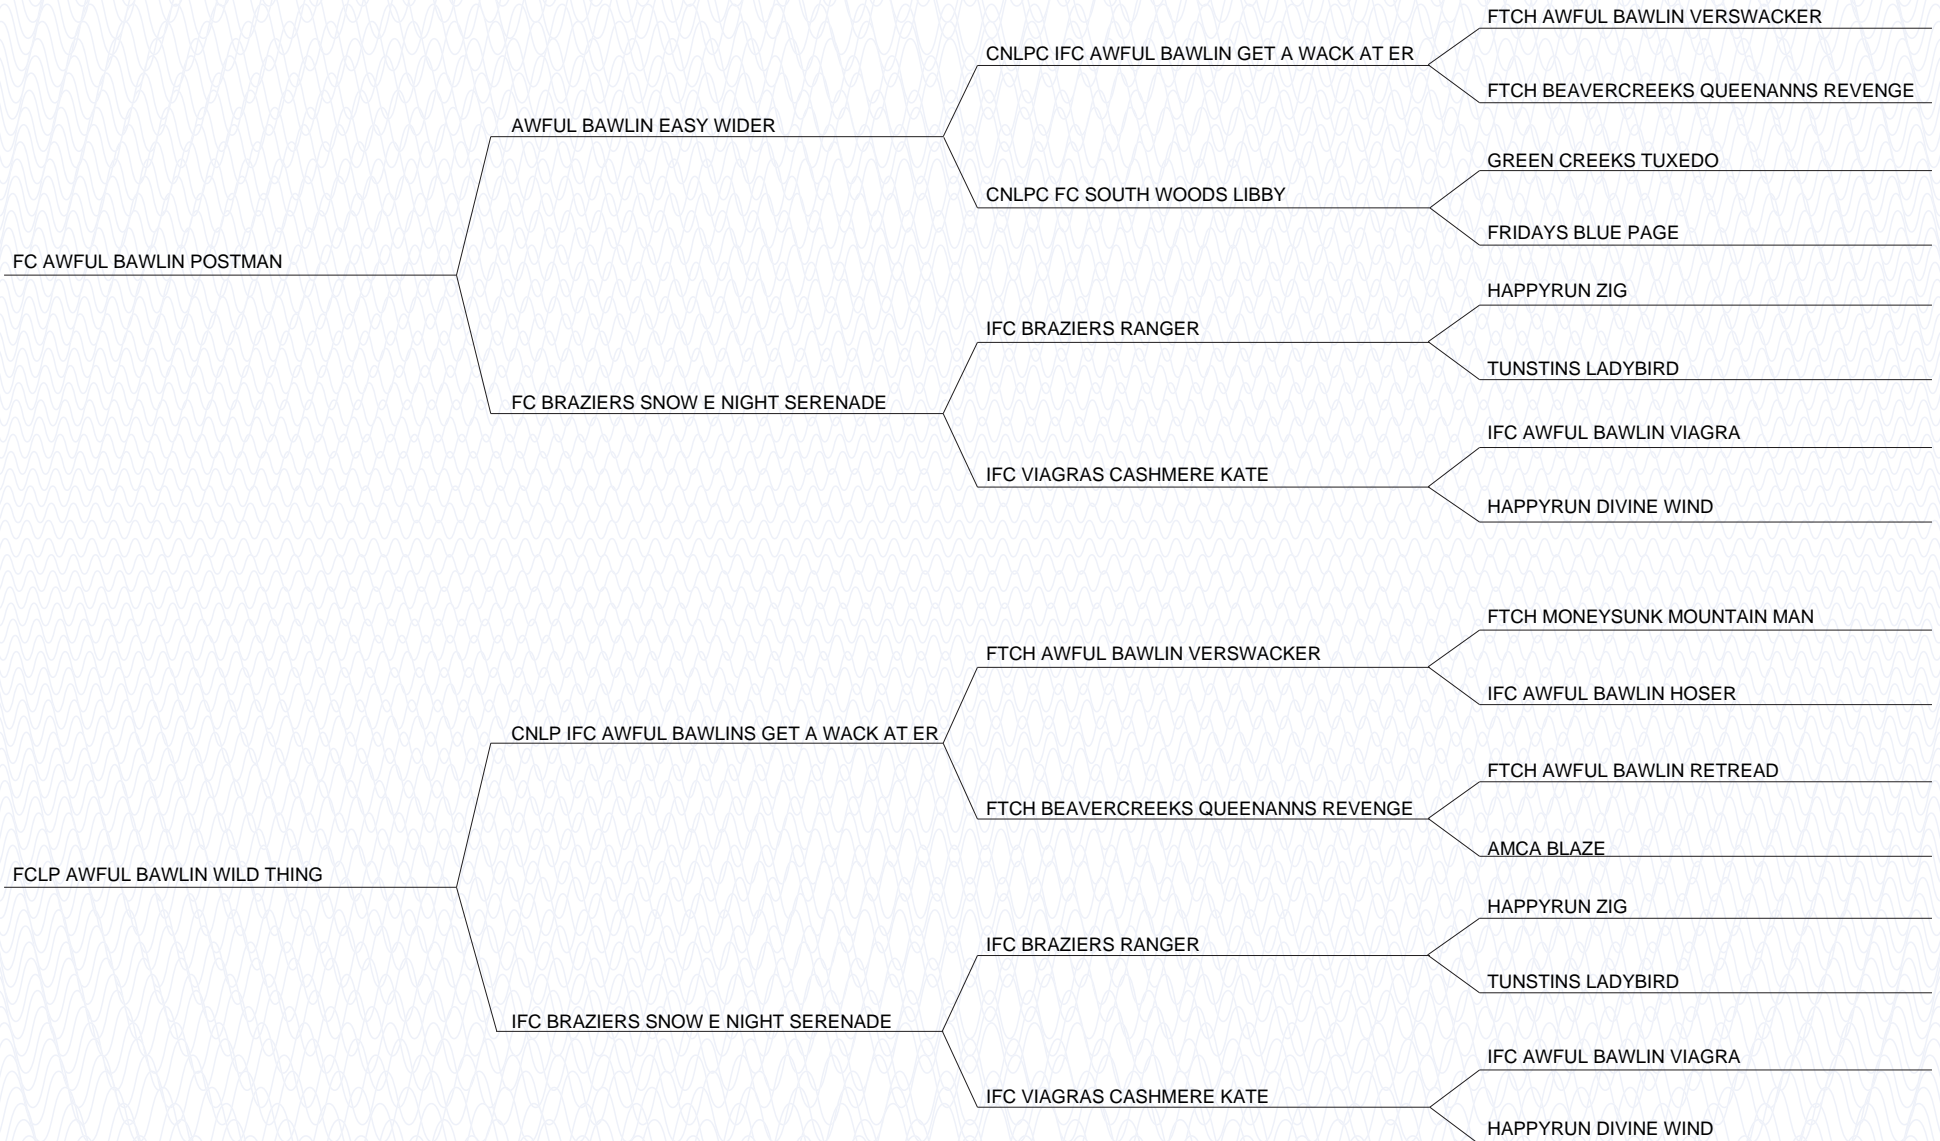 FTCH AWFUL BAWLIN VERSWACKER
CNLPC IFC AWFUL BAWLIN GET A WACK AT ER
FTCH BEAVERCREEKS QUEENANNS REVENGE
AWFUL BAWLIN EASY WIDER
GREEN CREEKS TUXEDO
CNLPC FC SOUTH WOODS LIBBY
FRIDAYS BLUE PAGE
FC AWFUL BAWLIN POSTMAN
HAPPYRUN ZIG
IFC BRAZIERS RANGER
TUNSTINS LADYBIRD
FC BRAZIERS SNOW E NIGHT SERENADE
IFC AWFUL BAWLIN VIAGRA
IFC VIAGRAS CASHMERE KATE
HAPPYRUN DIVINE WIND
FTCH MONEYSUNK MOUNTAIN MAN
FTCH AWFUL BAWLIN VERSWACKER
IFC AWFUL BAWLIN HOSER
CNLP IFC AWFUL BAWLINS GET A WACK AT ER
FTCH AWFUL BAWLIN RETREAD
FTCH BEAVERCREEKS QUEENANNS REVENGE
AMCA BLAZE
FCLP AWFUL BAWLIN WILD THING
HAPPYRUN ZIG
IFC BRAZIERS RANGER
TUNSTINS LADYBIRD
IFC BRAZIERS SNOW E NIGHT SERENADE
IFC AWFUL BAWLIN VIAGRA
IFC VIAGRAS CASHMERE KATE
HAPPYRUN DIVINE WIND